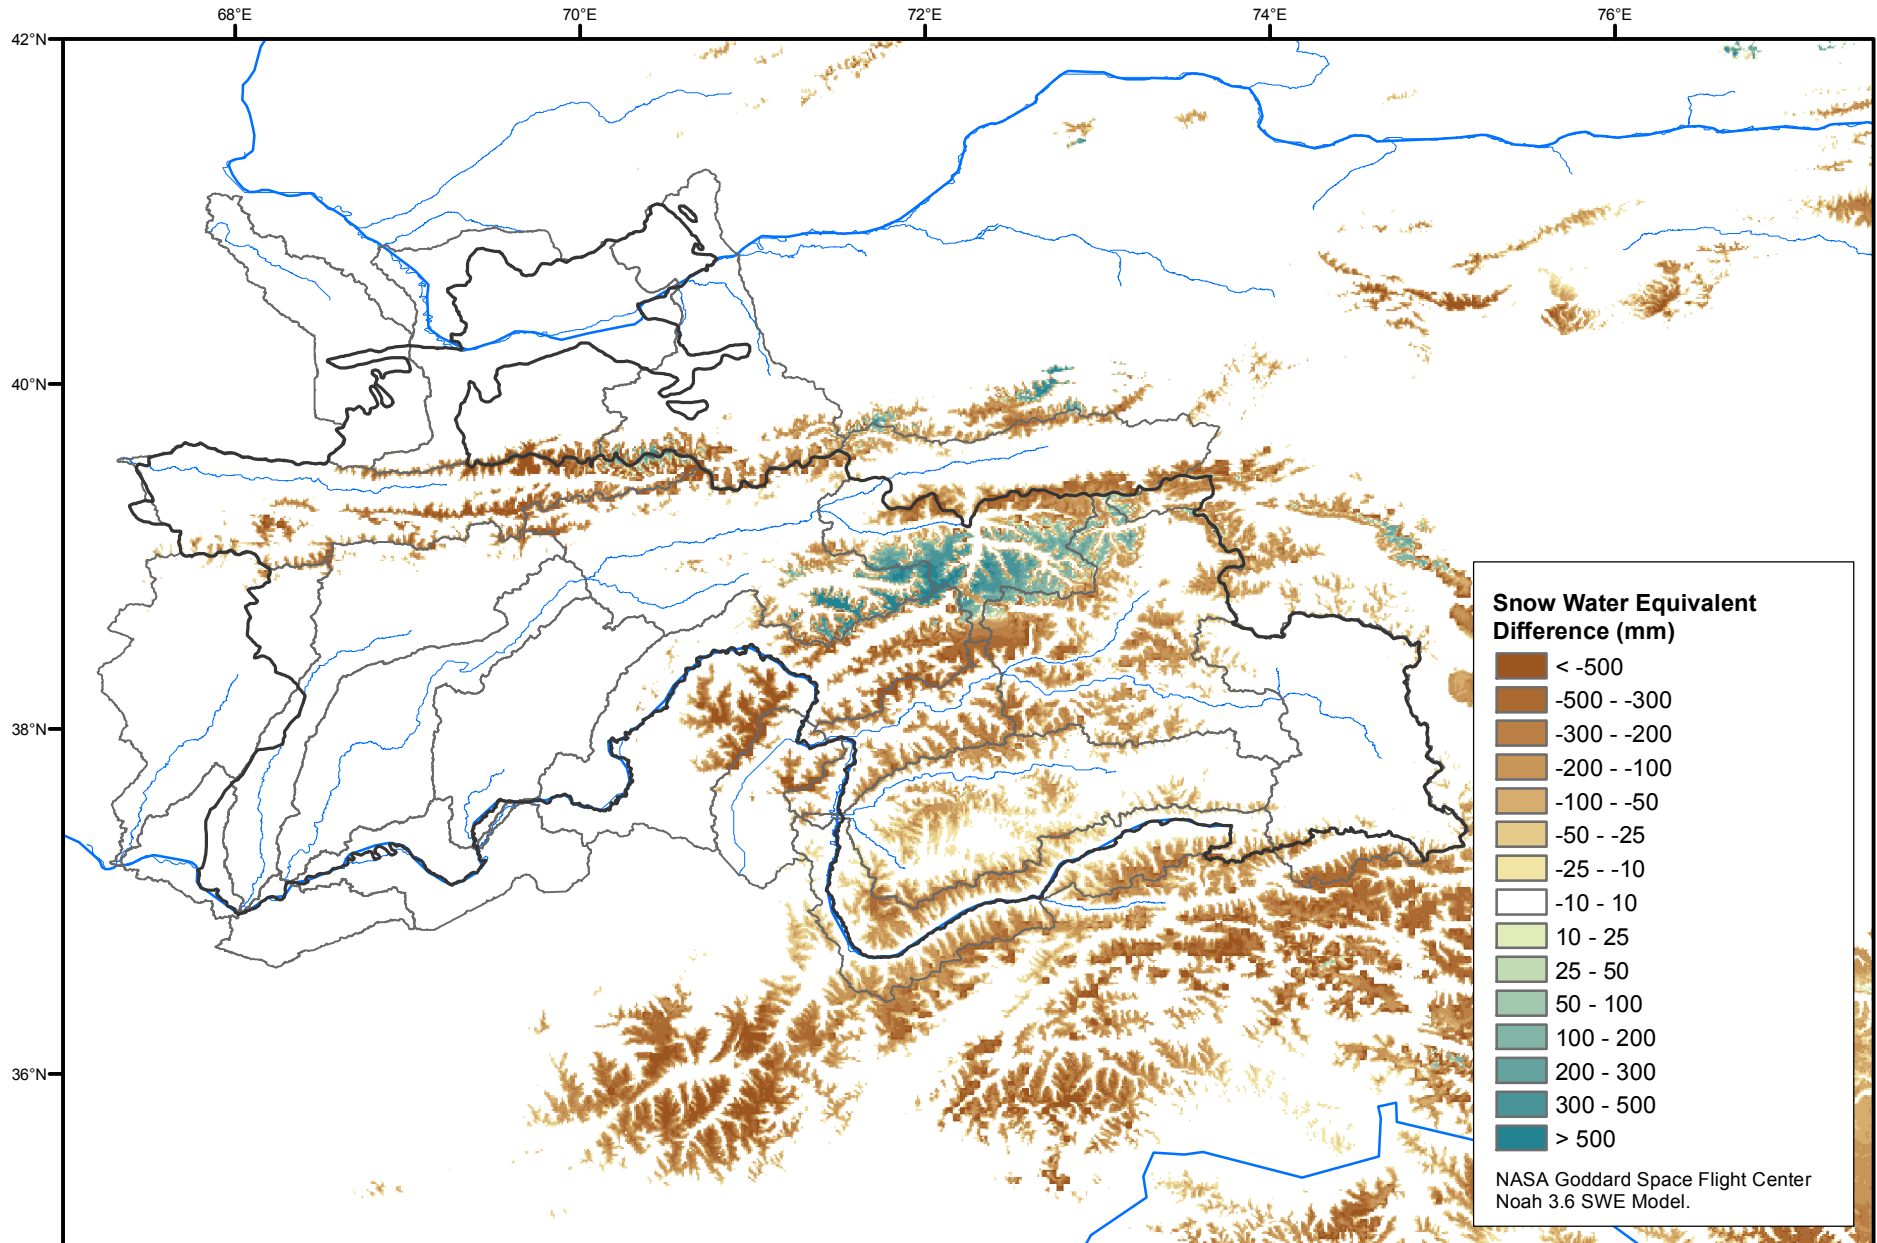 68°E
70°E
72°E
74°E
76°E
42°N
40°N
38°N
36°N
Snow Water Equivalent
Difference (mm)
< -500
-500 - -300
-300 - -200
-200 - -100
-100 - -50
-50 - -25
-25 - -10
-10 - 10
10 - 25
25 - 50
50 - 100
100 - 200
200 - 300
300 - 500
> 500
NASA Goddard Space Flight Center
Noah 3.6 SWE Model.